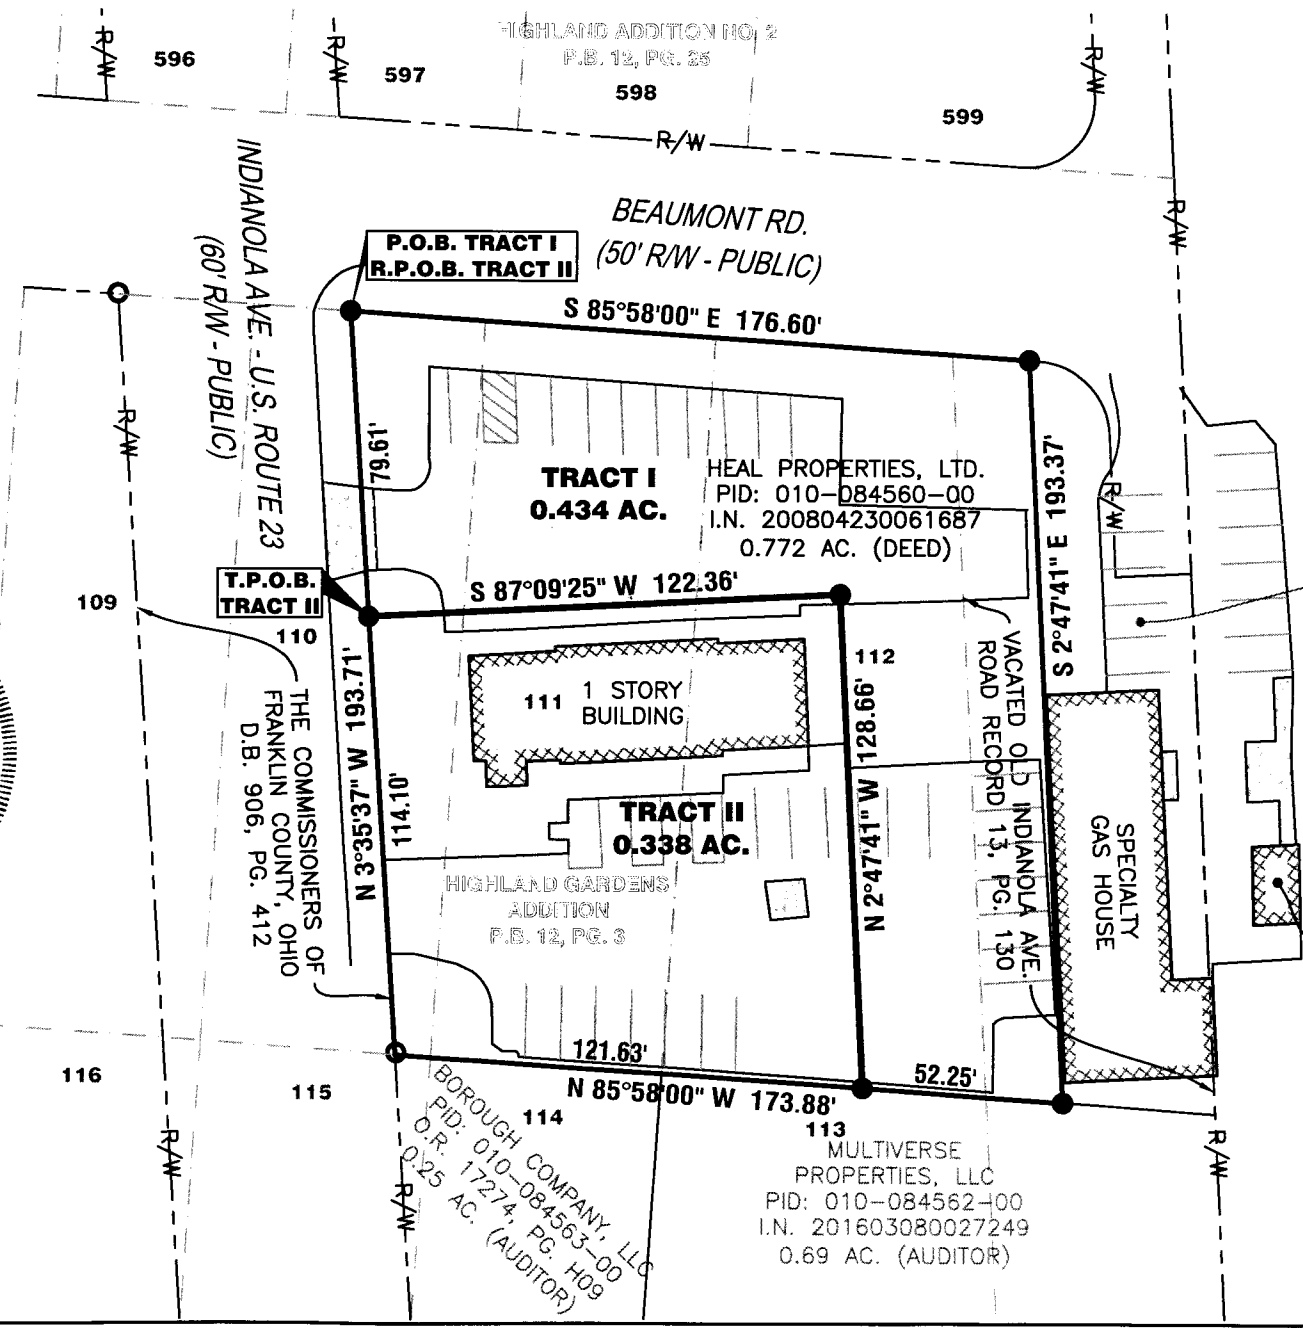 HIGHLAND ADDITION NO. 2
P.B. 12, PG. 25
R/W
596
R/W
597
598
599
R/W
R/W
R/W
INDIANOLA AVE. - U.S. ROUTE 23
(60' R/W - PUBLIC)
BEAUMONT RD.
(50' R/W - PUBLIC)
P.O.B. TRACT I
R.P.O.B. TRACT II
S 85°58'00" E 176.60'
R/W
79.61'
TRACT I
0.434 AC.
HEAL PROPERTIES, LTD.
PID: 010-084560-00
I.N. 200804230061687
0.772 AC. (DEED)
S 2°47'41" E 193.37'
R/W
T.P.O.B.
TRACT II
S 87°09'25" W 122.36'
109
110
111
1 STORY
BUILDING
112
N 3°35'37" W 193.71'
114.10'
THE COMMISSIONERS OF
FRANKLIN COUNTY, OHIO
D.B. 906, PG. 412
TRACT II
0.338 AC.
N 2°47'41" W 128.66'
VACATED OLD INDIANOLA AVE.
ROAD RECORD 13, PG. 130
SPECIALTY
GAS HOUSE
HIGHLAND GARDENS
ADDITION
P.B. 12, PG. 3
121.63'
52.25'
N 85°58'00" W 173.88'
116
115
114
113
BOROUGH COMPANY, LLC
PID: 010-084563-00
O.R. 17274, PG. H09
0.25 AC. (AUDITOR)
MULTIVERSE
PROPERTIES, LLC
PID: 010-084562-00
I.N. 201603080027249
0.69 AC. (AUDITOR)
R/W
R/W
R/W